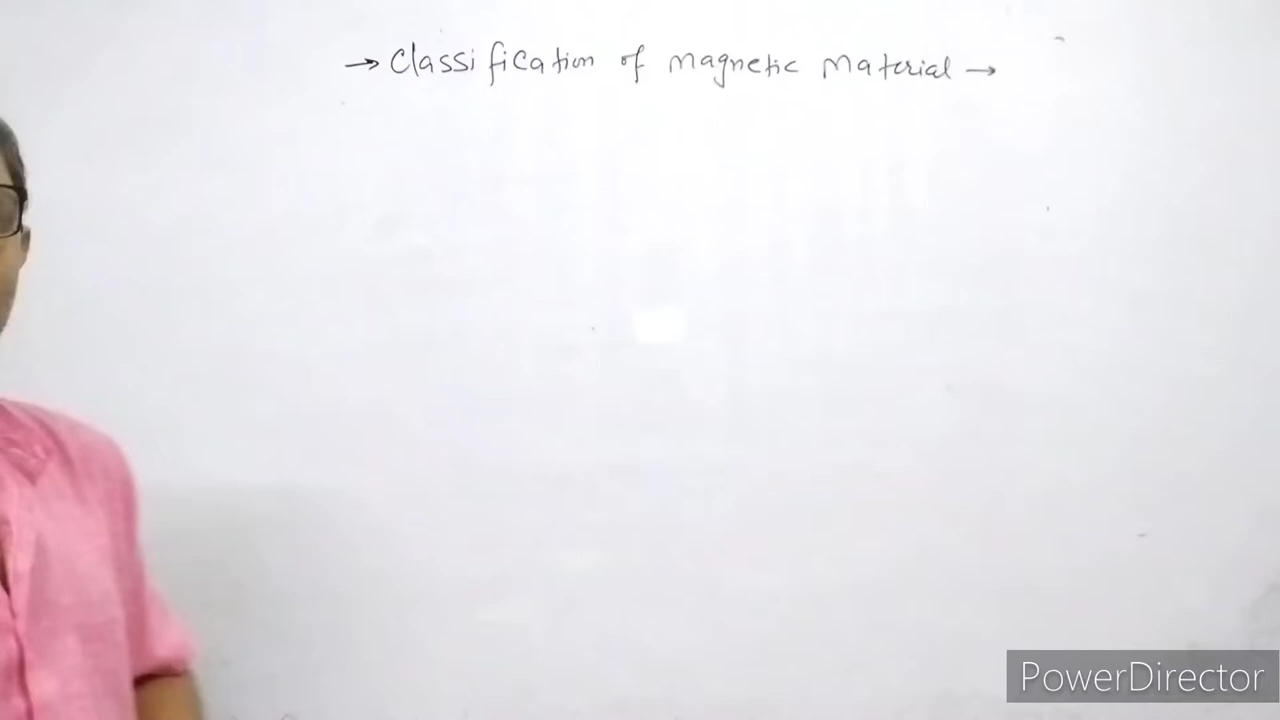 → Classification of magnetic Material →
PowerDirector